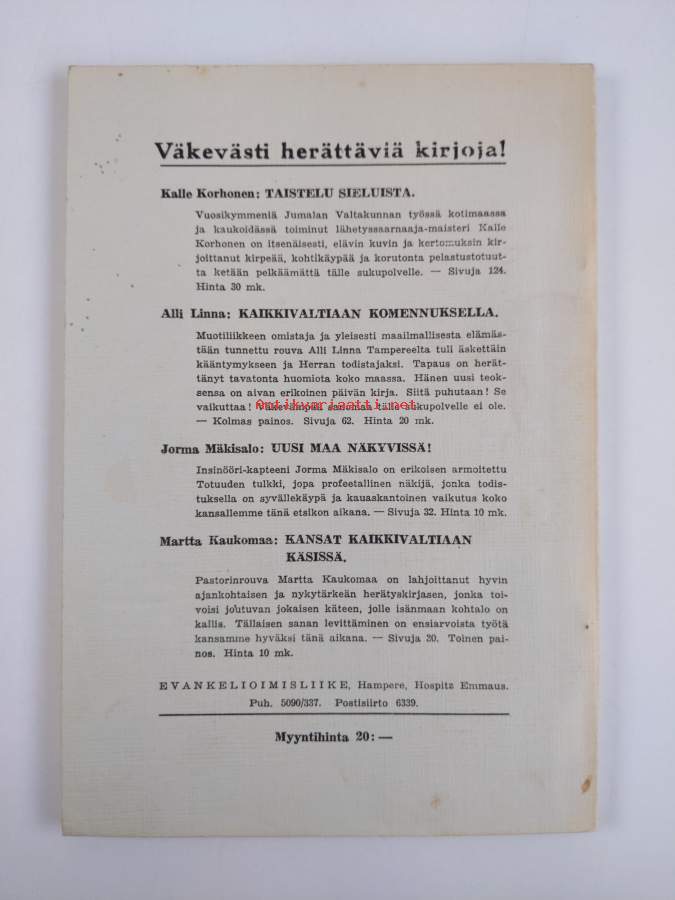 Väkevästi herättäviä kirjoja!
Kalle Korhonen: TAISTELU SIELUISTA.
Vuosikymmeniä Jumalan Valtakunnan työssä kotimaassa
ja kaukoidässä toiminut lähetyssaarnaaja-maisteri Kalle
Korhonen on itsenäisesti, elävin kuvin ja kertomuksin kir-
joittanut kirpeää, kohtikäypää ja korutonta pelastustotuut-
ta ketään pelkäämättä tälle sukupolvelle. — Sivuja 124.
Hinta 30 mk.
Alli Linna: KAIKKIVALTIAAN KOMENNUKSELLA.
Muotiliikkeen omistaja ja yleisesti maailmallisesta elämäs-
tään tunnettu rouva Alli Linna Tampereelta tuli äskettäin
kääntymykseen ja Herran todistajaksi. Tapaus on herät-
tänyt tavatonta huomiota koko maassa. Hänen uusi teok-
sensa on aivan erikoinen päivän kirja. Siitä puhutaan! Se
vaikuttaa! Väkevämpää sanomaa tälle sukupolvelle ei ole.
Antikvariaatti.net
— Kolmas painos. Sivuja 62. Hinta 20 mk.
Jorma Mäkisalo: UUSI MAA NÄKYVISSÄ!
Insinööri-kapteeni Jorma Mäkisalo on erikoisen armoitettu
Totuuden tulkki, jopa profeetallinen näkijä, jonka todis-
tuksella on syvällekäypä ja kauaskantoinen vaikutus koko
kansallemme tänä etsikon aikana. — Sivuja 32. Hinta 10 mk.
Martta Kaukomaa: KANSAT KAIKKIVALTIAAN
KÄSISSÄ.
Pastorinrouva Martta Kaukomaa on lahjoittanut hyvin
ajankohtaisen ja nykytärkeän herätyskirjasen, jonka toi-
voisi joutuvan jokaisen käteen, jolle isänmaan kohtalo on
kallis. Tällaisen sanan levittäminen on ensiarvoista työtä
kansamme hyväksi tänä aikana. — Sivuja 20. Toinen pai-
nos. Hinta 10 mk.
EVANKELIOIMISLIIKE, Hampere, Hospitz Emmaus.
Puh. 5090/337. Postisiirto 6339.
Myyntihinta 20: —